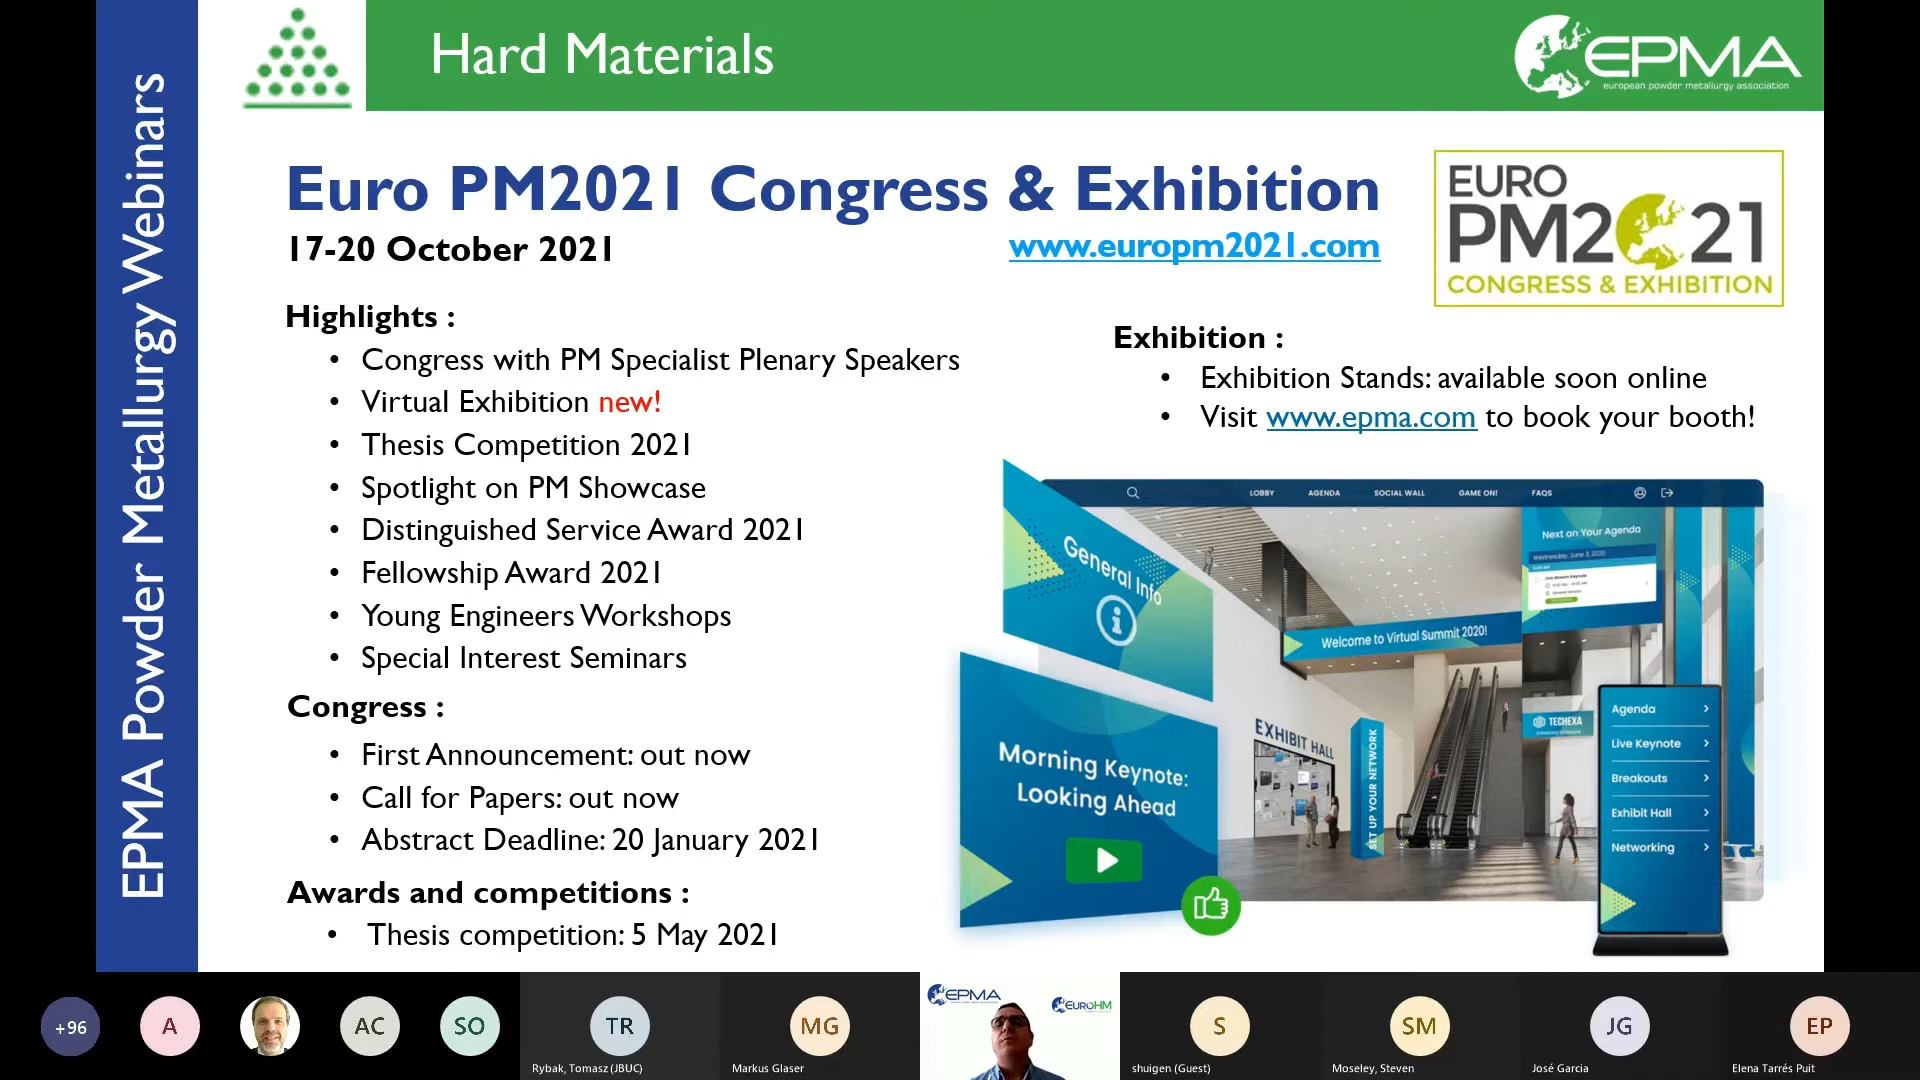 EPMA Powder Metallurgy Webinars
Hard Materials
EPMA
european powder metallurgy association
Euro PM2021 Congress & Exhibition
17-20 October 2021
www.europm2021.com
EURO
PM2021
CONGRESS & EXHIBITION
Highlights :
• Congress with PM Specialist Plenary Speakers
• Virtual Exhibition new!
• Thesis Competition 2021
• Spotlight on PM Showcase
• Distinguished Service Award 2021
• Fellowship Award 2021
• Young Engineers Workshops
• Special Interest Seminars
Congress :
• First Announcement: out now
• Call for Papers: out now
• Abstract Deadline: 20 January 2021
Awards and competitions :
• Thesis competition: 5 May 2021
Exhibition :
• Exhibition Stands: available soon online
• Visit www.epma.com to book your booth!
LOBBY AGENDA SOCIAL WALL GAME ON! FAQS
General Info
Next on Your Agenda
Wednesday, June 3, 2020
Live Stream Keynote
Welcome to Virtual Summit 2020!
Morning Keynote:
Looking Ahead
EXHIBIT HALL
SET UP YOUR NETWORK
TECHEXA
Agenda
Live Keynote
Breakouts
Exhibit Hall
Networking
+96
A
AC
SO
TR
Rybak, Tomasz (JBUC)
MG
Markus Glaser
EPMA
EUROHM
S
shuigen (Guest)
SM
Moseley, Steven
JG
José Garcia
EP
Elena Tarrés Puit